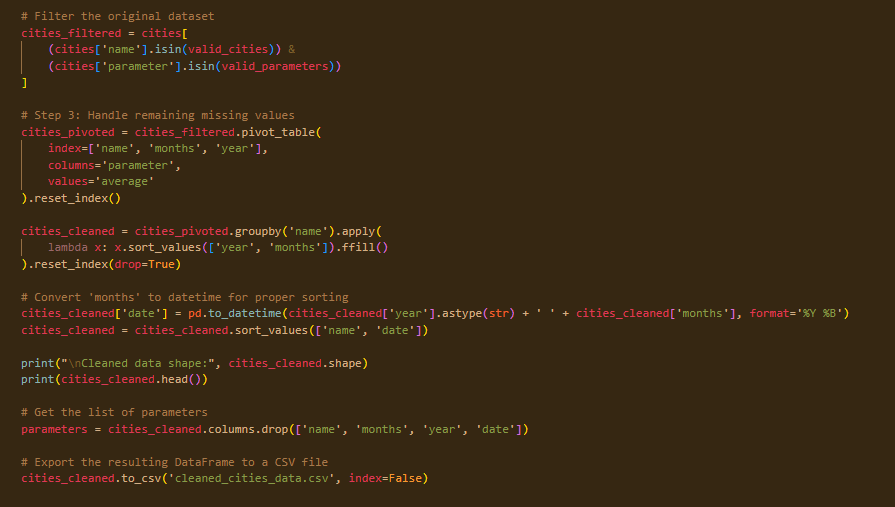 # Filter the original dataset
cities_filtered = cities[
    (cities['name'].isin(valid_cities)) &
    (cities['parameter'].isin(valid_parameters))
]

# Step 3: Handle remaining missing values
cities_pivoted = cities_filtered.pivot_table(
    index=['name', 'months', 'year'],
    columns='parameter',
    values='average'
).reset_index()

cities_cleaned = cities_pivoted.groupby('name').apply(
    lambda x: x.sort_values(['year', 'months']).ffill()
).reset_index(drop=True)

# Convert 'months' to datetime for proper sorting
cities_cleaned['date'] = pd.to_datetime(cities_cleaned['year'].astype(str) + ' ' + cities_cleaned['months'], format='%Y %B')
cities_cleaned = cities_cleaned.sort_values(['name', 'date'])

print("\nCleaned data shape:", cities_cleaned.shape)
print(cities_cleaned.head())

# Get the list of parameters
parameters = cities_cleaned.columns.drop(['name', 'months', 'year', 'date'])

# Export the resulting DataFrame to a CSV file
cities_cleaned.to_csv('cleaned_cities_data.csv', index=False)